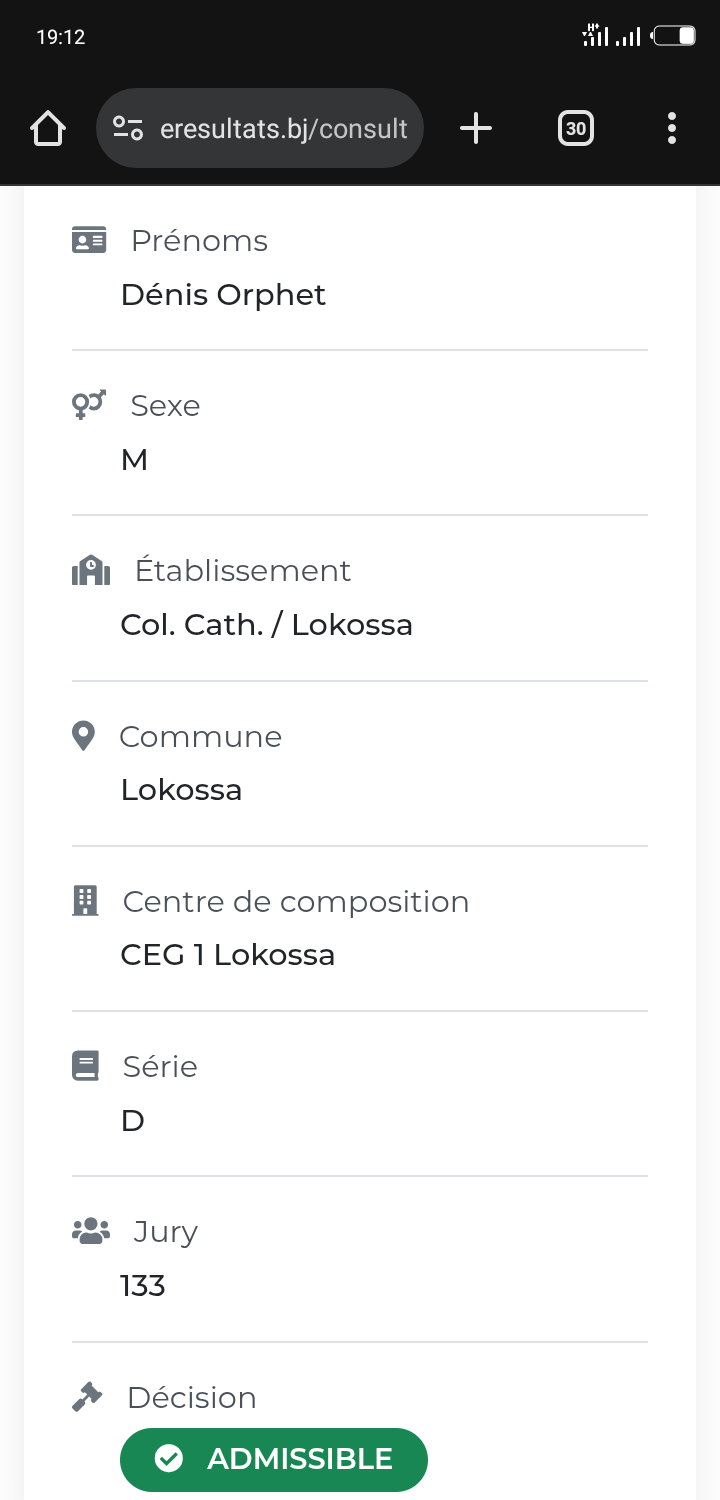 19:12
H+
eresultats.bj/consult
30
Prénoms
Dénis Orphet
Sexe
M
Établissement
Col. Cath. / Lokossa
Commune
Lokossa
Centre de composition
CEG 1 Lokossa
Série
D
Jury
133
Décision
ADMISSIBLE